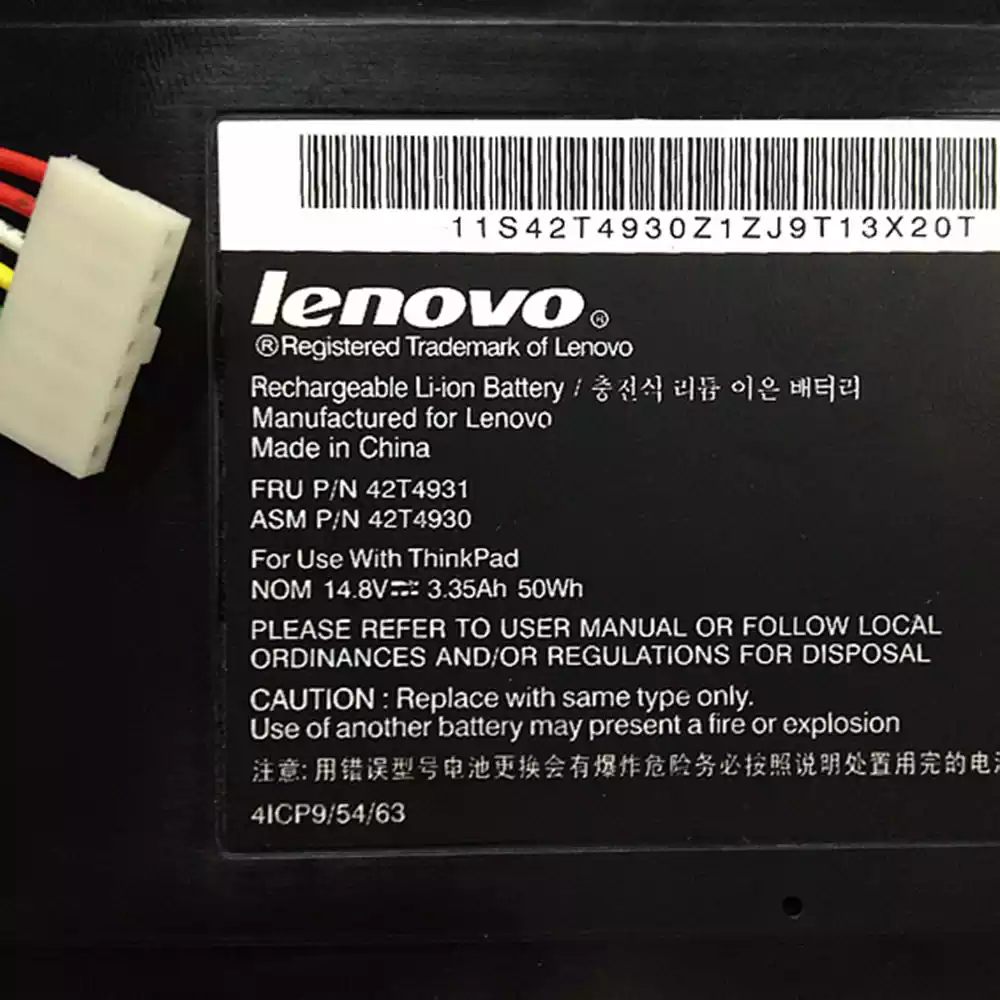 11S42T4930Z1ZJ9T13X20T
lenovo®
®Registered Trademark of Lenovo
Rechargeable Li-ion Battery / 충전식 리튬 이온 배터리
Manufactured for Lenovo
Made in China
FRU P/N 42T4931
ASM P/N 42T4930
For Use With ThinkPad
NOM 14.8V⎓ 3.35Ah 50Wh
PLEASE REFER TO USER MANUAL OR FOLLOW LOCAL
ORDINANCES AND/OR REGULATIONS FOR DISPOSAL
CAUTION : Replace with same type only.
Use of another battery may present a fire or explosion
注意: 用错误型号电池更换会有爆炸危险务必按照说明处置用完的电池
4ICP9/54/63